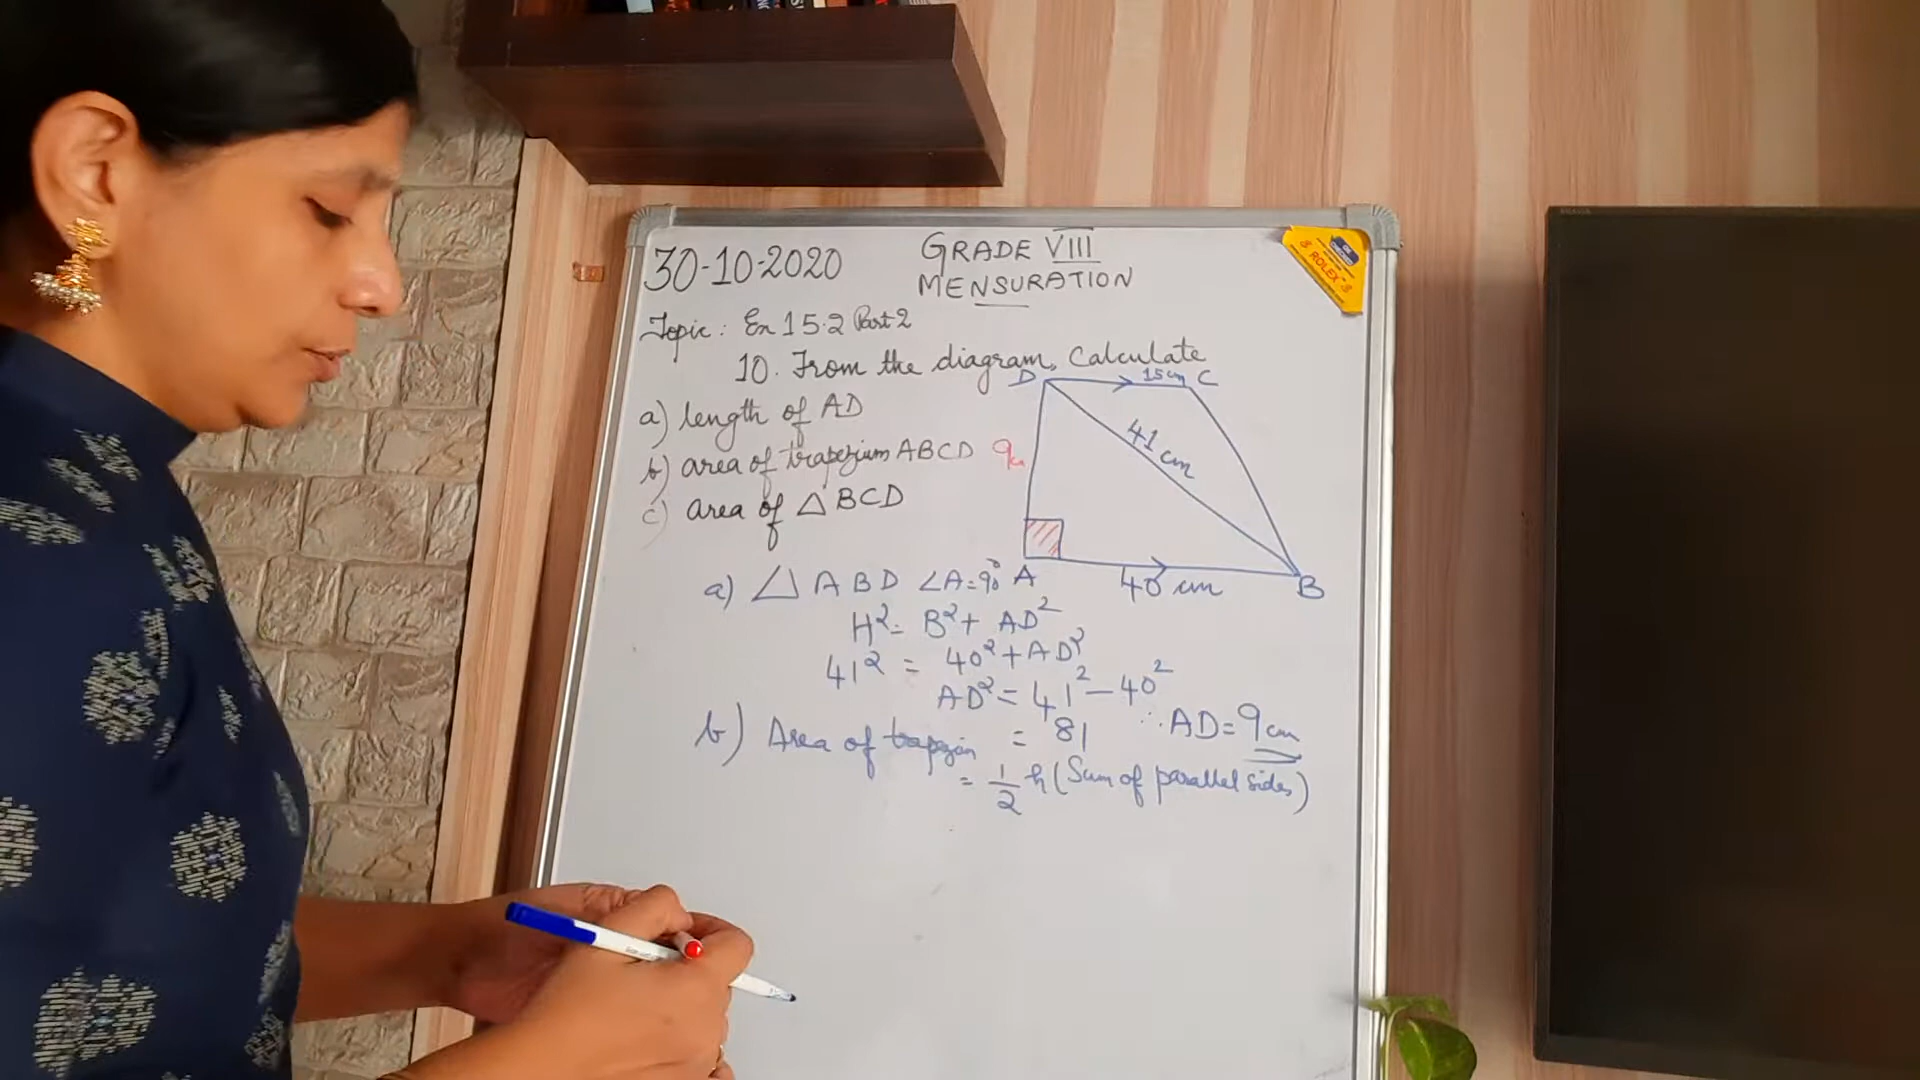 30-10-2020
GRADE VIII
MENSURATION
Topic: Ex 15.2 Part 2
10. From the diagram, Calculate
a) length of AD
b) area of trapezium ABCD
c) area of △ BCD
D 15cm C
41 cm
9cm
A 40 cm B
a) △ ABD ∠A=90°
H² = B² + AD²
41² = 40² + AD²
AD² = 41² - 40²
= 81 ∴ AD = 9cm
b) Area of
= 1/2 h (Sum of parallel sides)
ROLEX